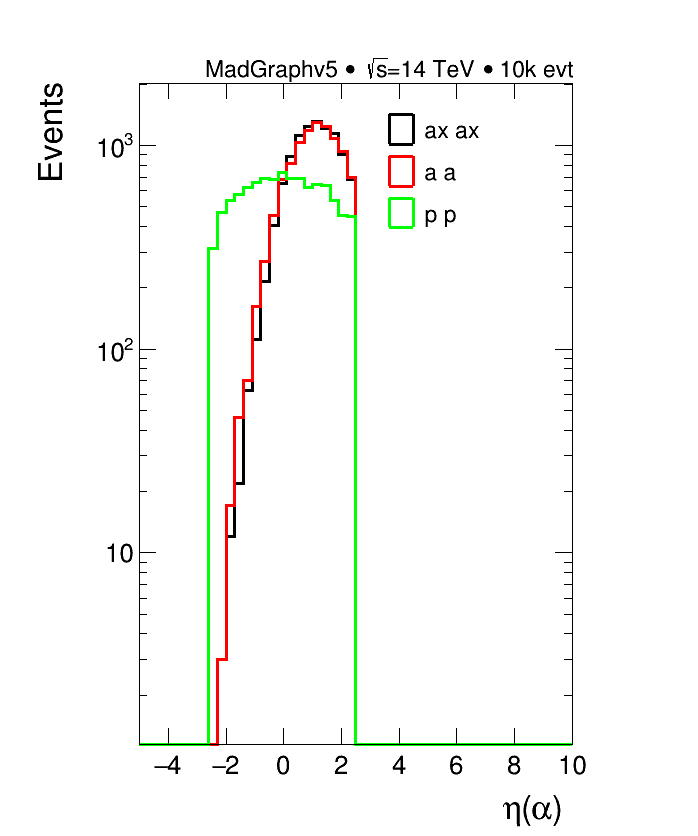 MadGraphv5 • √s=14 TeV • 10k evt
Events
ax ax
a a
p p
10³
10²
10
−4 −2 0 2 4 6 8 10
η(α)